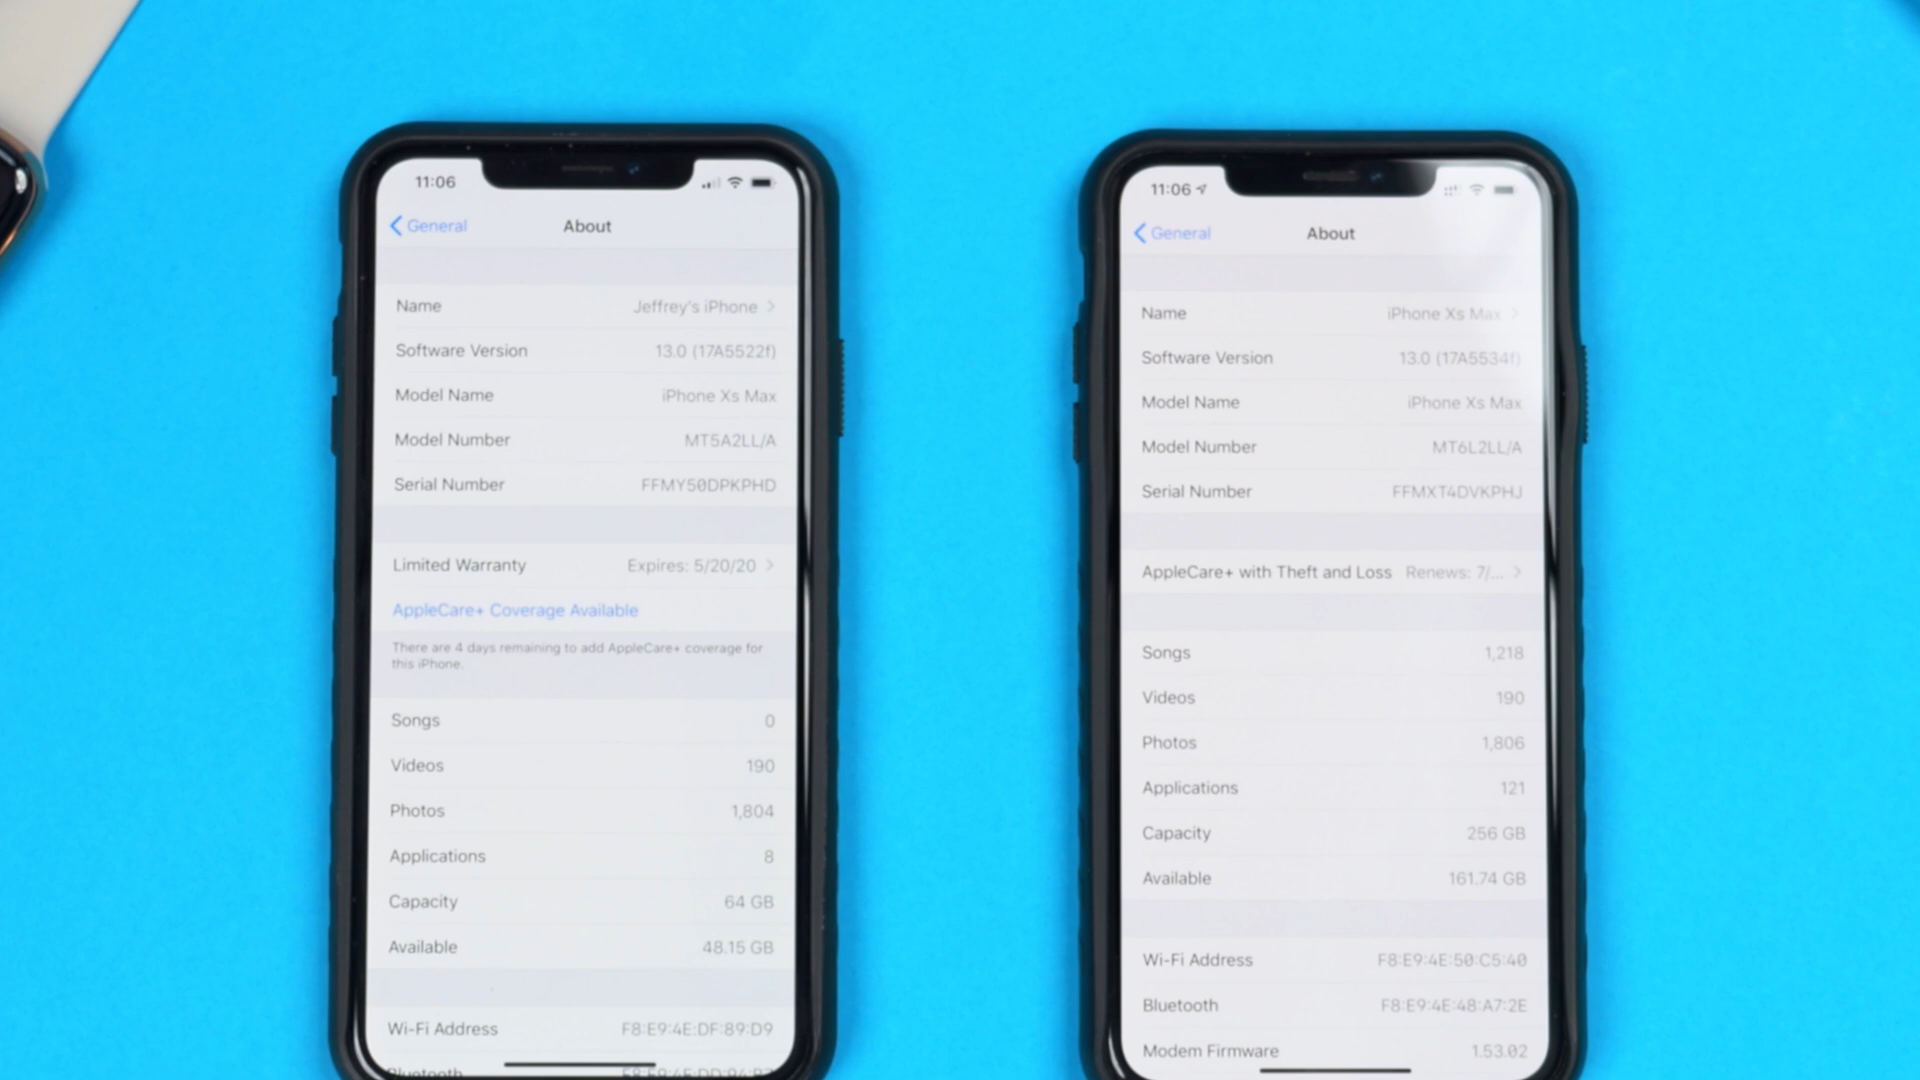 11:06
General
About
Name Jeffrey's iPhone
Software Version 13.0 (17A5522f)
Model Name iPhone Xs Max
Model Number MT5A2LL/A
Serial Number FFMY50DPKPHD
Limited Warranty Expires: 5/20/20
AppleCare+ Coverage Available
There are 4 days remaining to add AppleCare+ coverage for
this iPhone.
Songs 0
Videos 190
Photos 1,804
Applications 8
Capacity 64 GB
Available 48.15 GB
Wi-Fi Address F8:E9:4E:DF:89:D9
Bluetooth
11:06
General
About
Name iPhone Xs Max
Software Version 13.0 (17A5534f)
Model Name iPhone Xs Max
Model Number MT6L2LL/A
Serial Number FFMXT4DVKPHJ
AppleCare+ with Theft and Loss Renews: 7/...
Songs 1,218
Videos 190
Photos 1,806
Applications 121
Capacity 256 GB
Available 161.74 GB
Wi-Fi Address F8:E9:4E:50:C5:40
Bluetooth F8:E9:4E:48:A7:2E
Modem Firmware 1.53.02